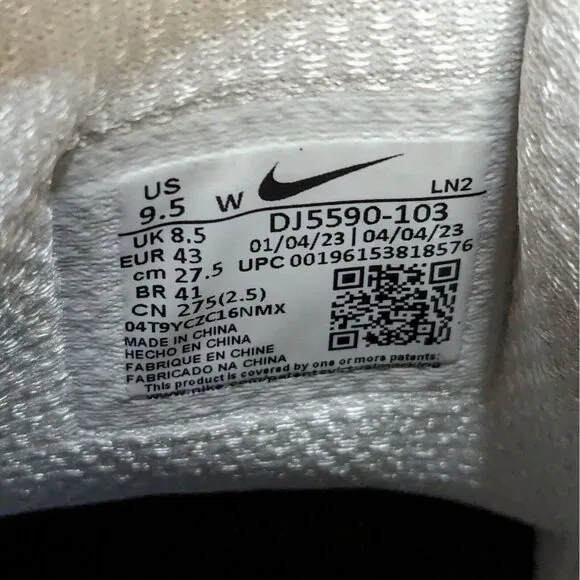 US
9.5 W
LN2
UK 8.5
DJ5590-103
EUR 43
01/04/23 | 04/04/23
cm 27.5
UPC 00196153818576
BR 41
CN 275(2.5)
04T9YCZC16NMX
MADE IN CHINA
HECHO EN CHINA
FABRIQUE EN CHINE
FABRICADO NA CHINA
This product is covered by one or more patents: